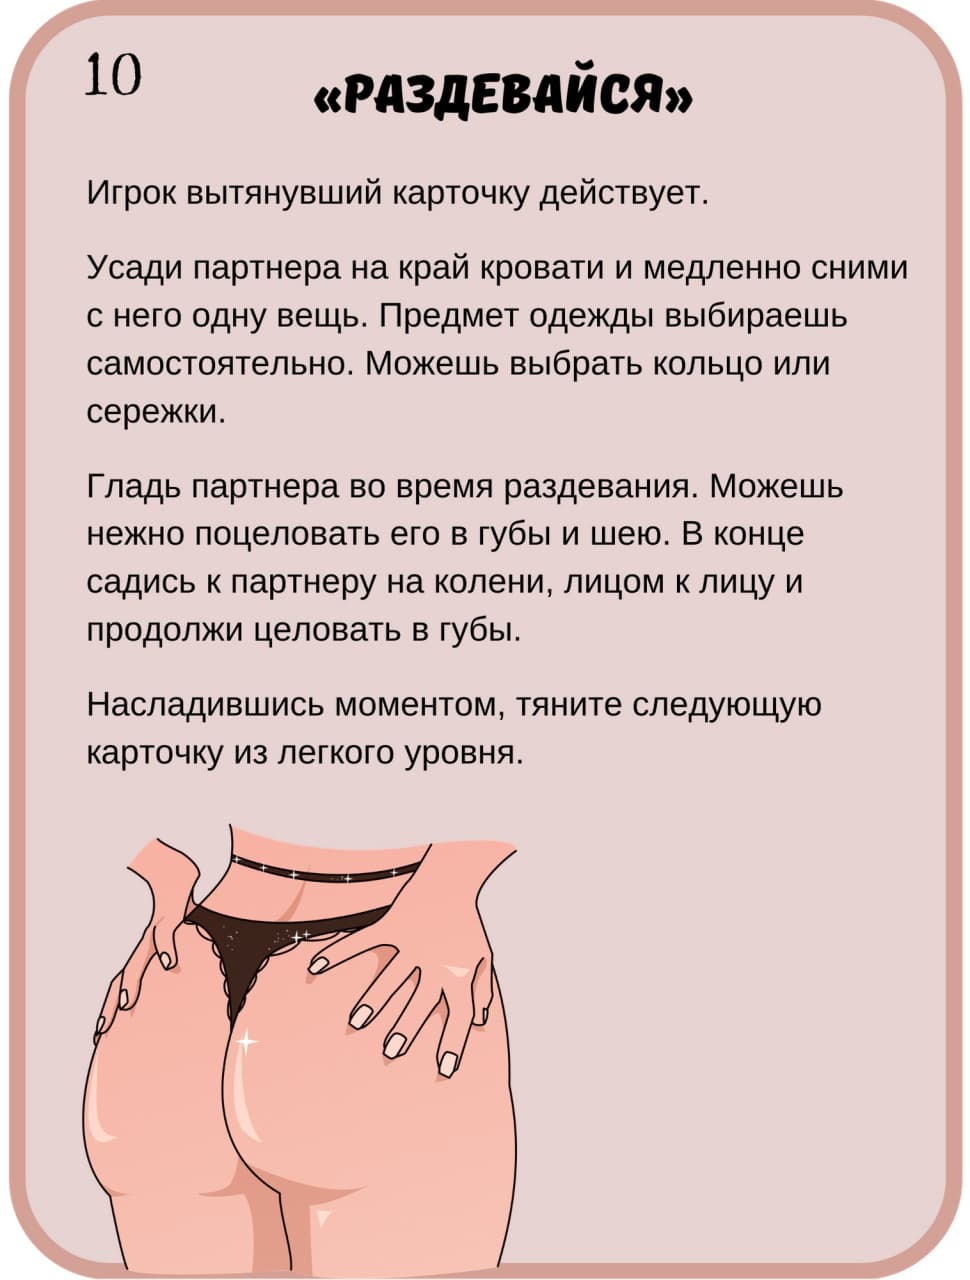 10
«РАЗДЕВАЙСЯ»
Игрок вытянувший карточку действует.
Усади партнера на край кровати и медленно сними
с него одну вещь. Предмет одежды выбираешь
самостоятельно. Можешь выбрать кольцо или
сережки.
Гладь партнера во время раздевания. Можешь
нежно поцеловать его в губы и шею. В конце
садись к партнеру на колени, лицом к лицу и
продолжи целовать в губы.
Насладившись моментом, тяните следующую
карточку из легкого уровня.